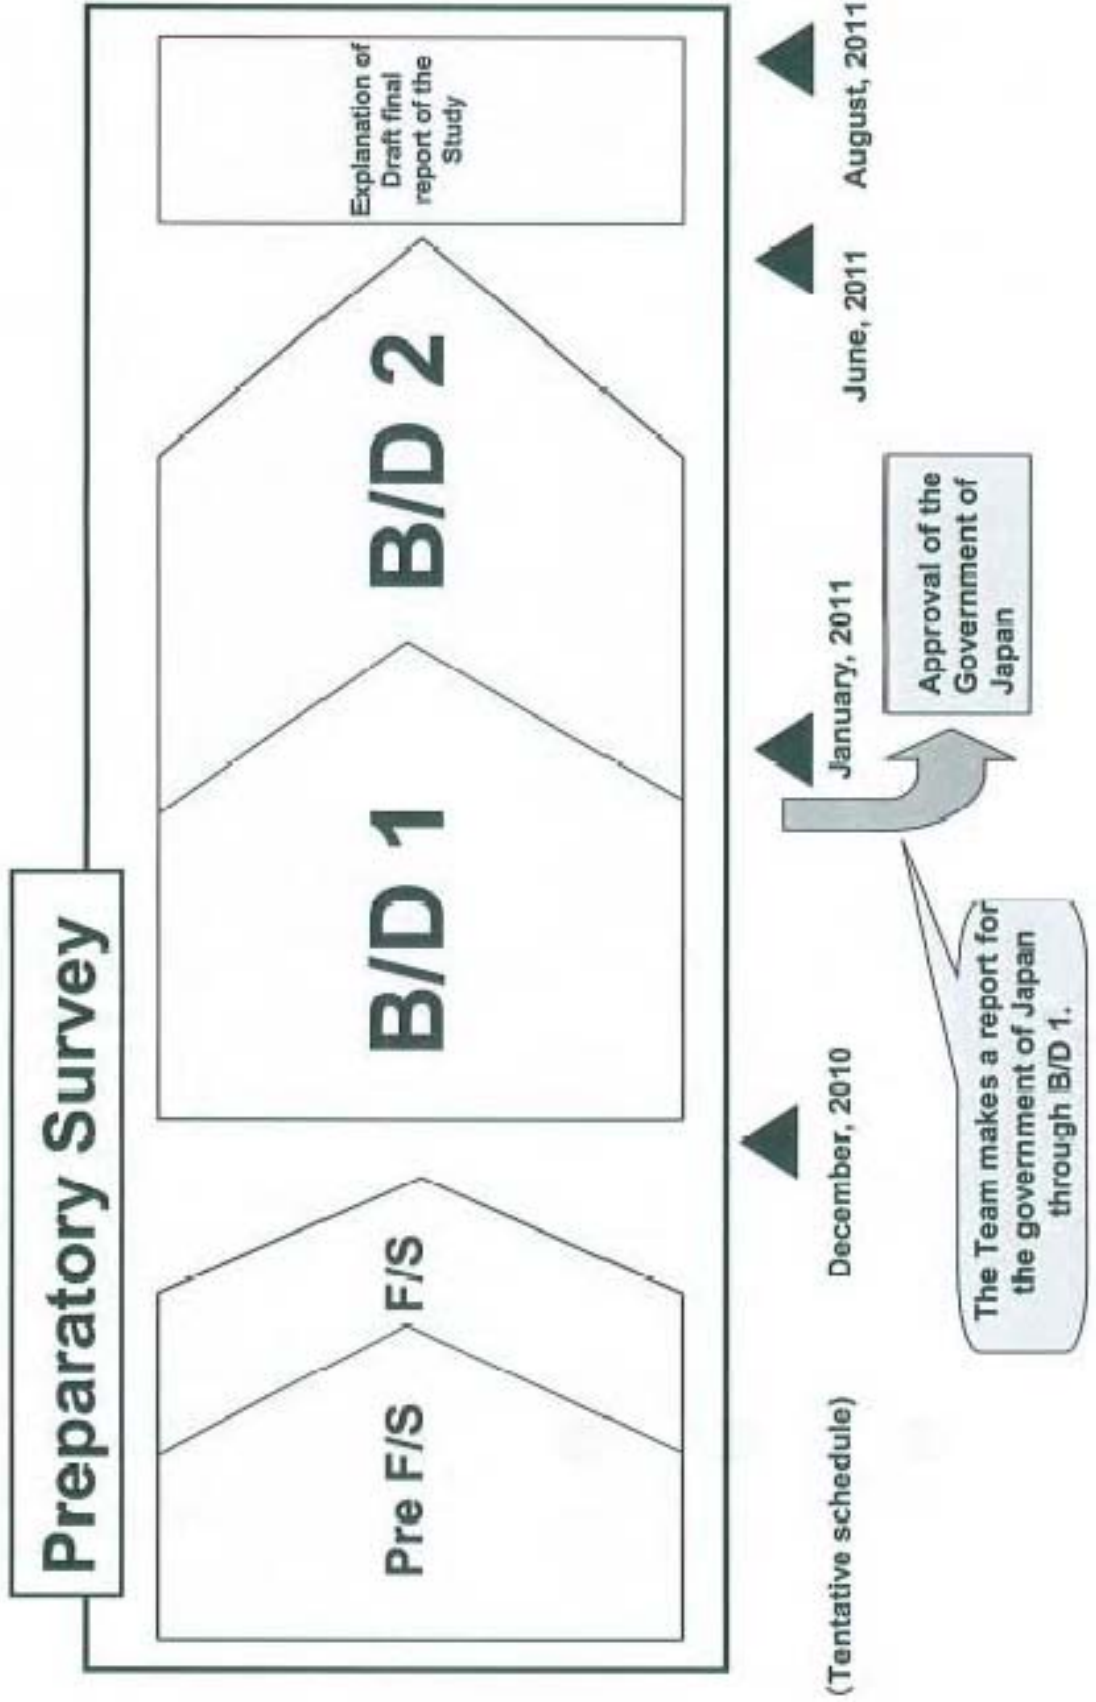 Preparatory Survey
Pre F/S
F/S
B/D 1
B/D 2
Explanation of
Draft final
report of the
Study
(Tentative schedule)
December, 2010
January, 2011
June, 2011
August, 2011
The Team makes a report for
the government of Japan
through B/D 1.
Approval of the
Government of
Japan